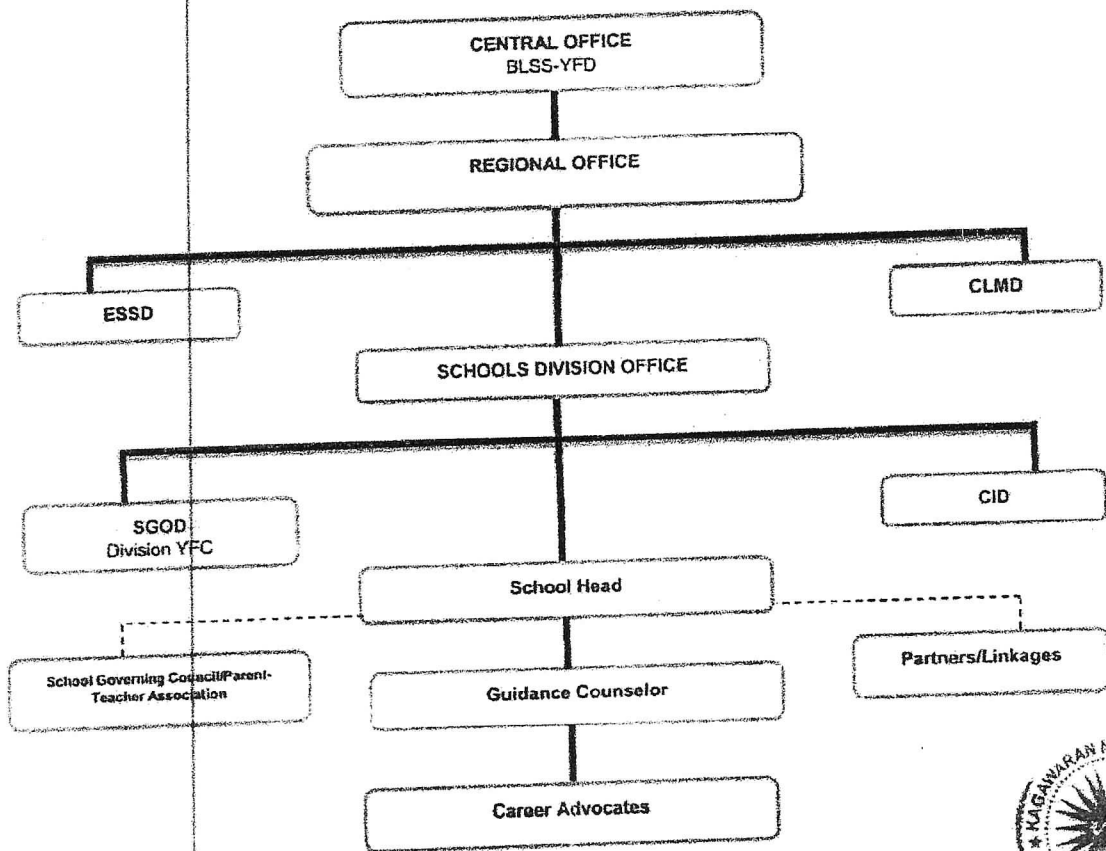 CENTRAL OFFICE
BLSS-YFD
REGIONAL OFFICE
ESSD
CLMD
SCHOOLS DIVISION OFFICE
SGOD
Division YFC
CID
School Head
School Governing Council/Parent-
Teacher Association
Partners/Linkages
Guidance Counselor
Career Advocates
★ KAGAWARAN